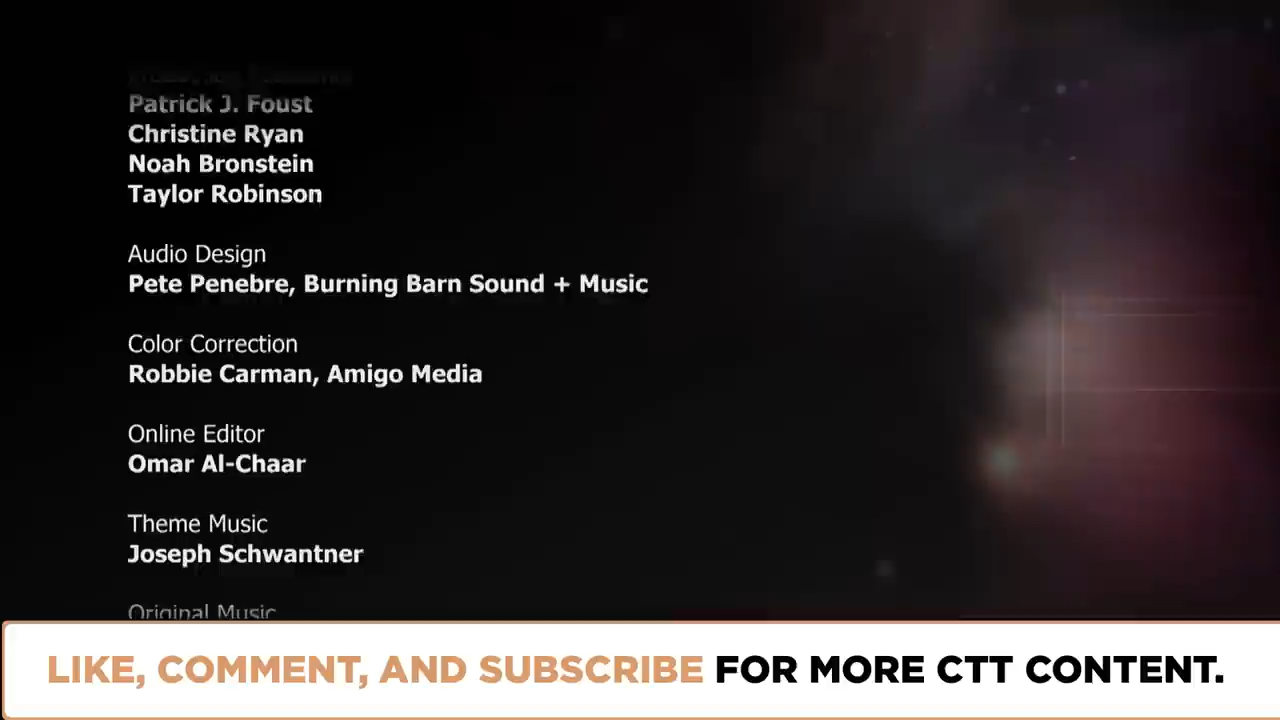 Patrick J. Foust
Christine Ryan
Noah Bronstein
Taylor Robinson
Audio Design
Pete Penebre, Burning Barn Sound + Music
Color Correction
Robbie Carman, Amigo Media
Online Editor
Omar Al-Chaar
Theme Music
Joseph Schwantner
Original Music
LIKE, COMMENT, AND SUBSCRIBE FOR MORE CTT CONTENT.